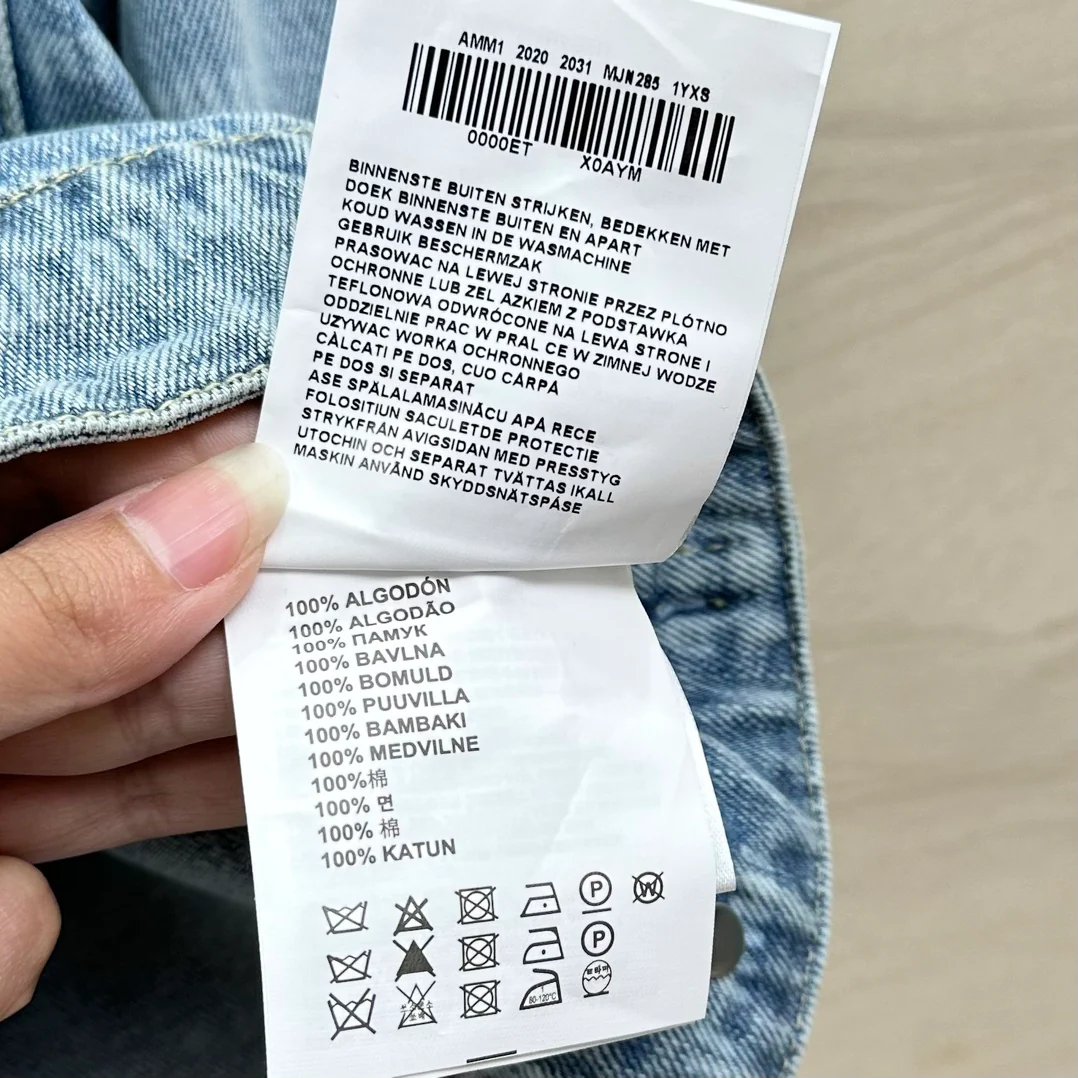 AMM1 2020 2031 MJN285 1YXS
0000ET X0AYM
BINNENSTE BUITEN STRIJKEN, BEDEKKEN MET
DOEK BINNENSTE BUITEN EN APART
KOUD WASSEN IN DE WASMACHINE
GEBRUIK BESCHERMZAK
PRASOWAC NA LEWEJ STRONIE PRZEZ PLÓTNO
OCHRONNE LUB ZEL AZKIEM Z PODSTAWKA
TEFLONOWA ODWRÓCONE NA LEWA STRONE I
ODDZIELNIE PRAC W PRAL CE W ZIMNEJ WODZE
UZYWAC WORKA OCHRONNEGO
CÀLCATI PE DOS, CUO CÁRPA
PE DOS SI SEPARAT
ASE SPÄLALAMASINĂCU APĂ RECE
FOLOSITIUN SACULETDE PROTECTIE
STRYKFRÅN AVIGSIDAN MED PRESSTYG
UTOCHIN OCH SEPARAT TVÄTTAS IKALL
MASKIN ANVÄND SKYDDSNÄTSPÅSE
100% ALGODÓN
100% ALGODÃO
100% ПАМУК
100% BAVLNA
100% BOMULD
100% PUUVILLA
100% BAMBAKI
100% MEDVILNE
100%棉
100% 면
100% 棉
100% KATUN
P W
P
80-120°C